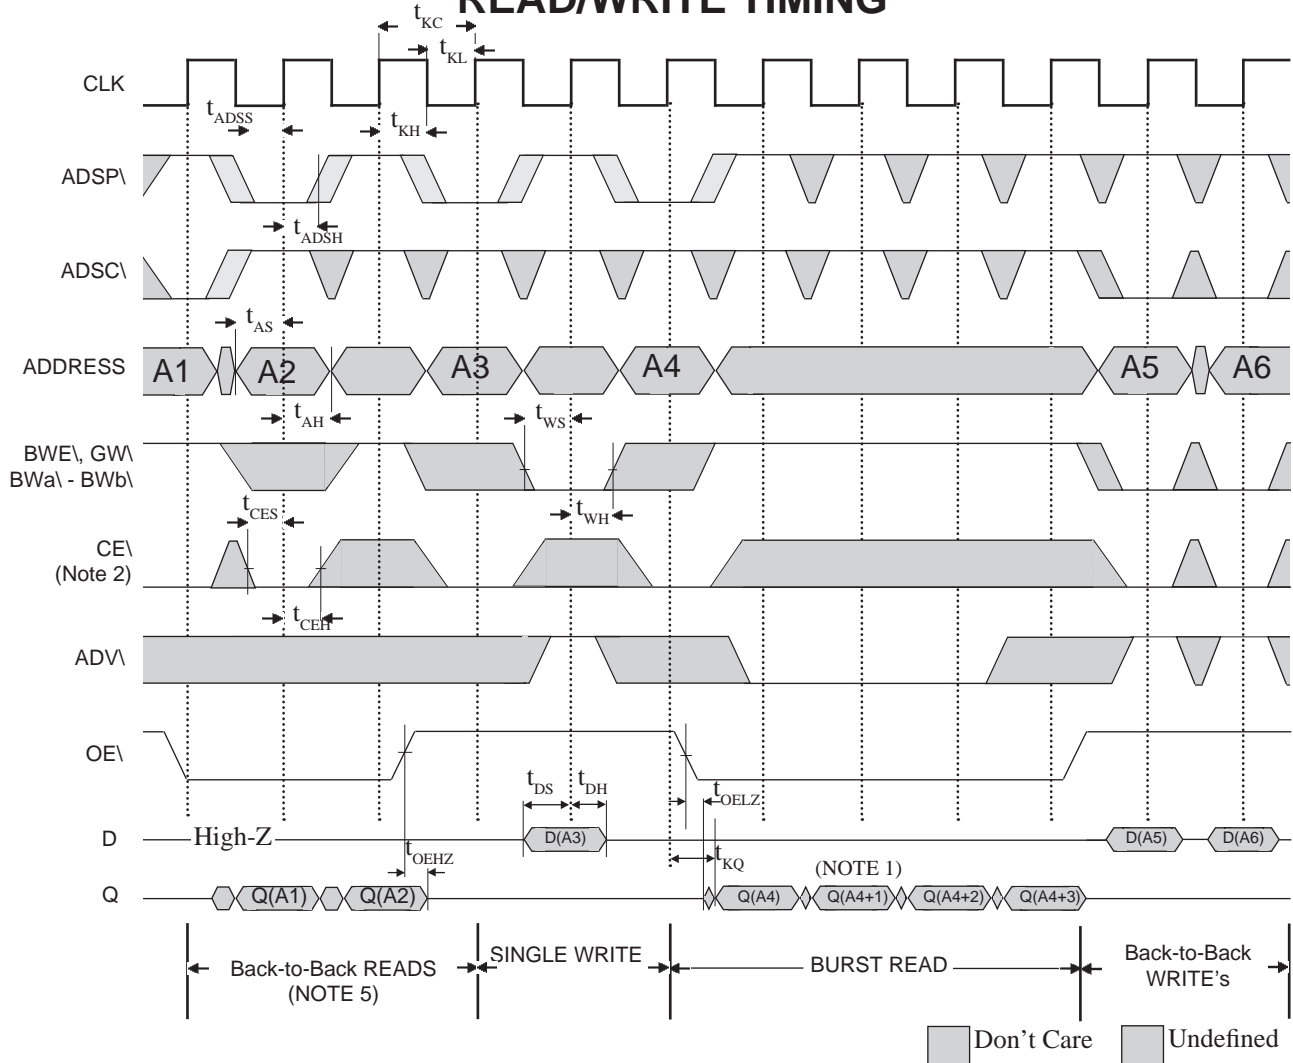 READ/WRITE TIMING
tKC
tKL
CLK
tADSS
tKH
ADSP\
tADSH
ADSC\
tAS
ADDRESS
A1
A2
A3
A4
A5
A6
tAH
tWS
BWE\, GW\
BWa\ - BWb\
tCES
tWH
CE\
(Note 2)
tCEH
ADV\
OE\
tDS
tDH
tOELZ
D
High-Z
D(A3)
D(A5)
D(A6)
tOEHZ
tKQ
(NOTE 1)
Q
Q(A1)
Q(A2)
Q(A4)
Q(A4+1)
Q(A4+2)
Q(A4+3)
Back-to-Back READS
(NOTE 5)
SINGLE WRITE
BURST READ
Back-to-Back
WRITE's
Don't Care
Undefined